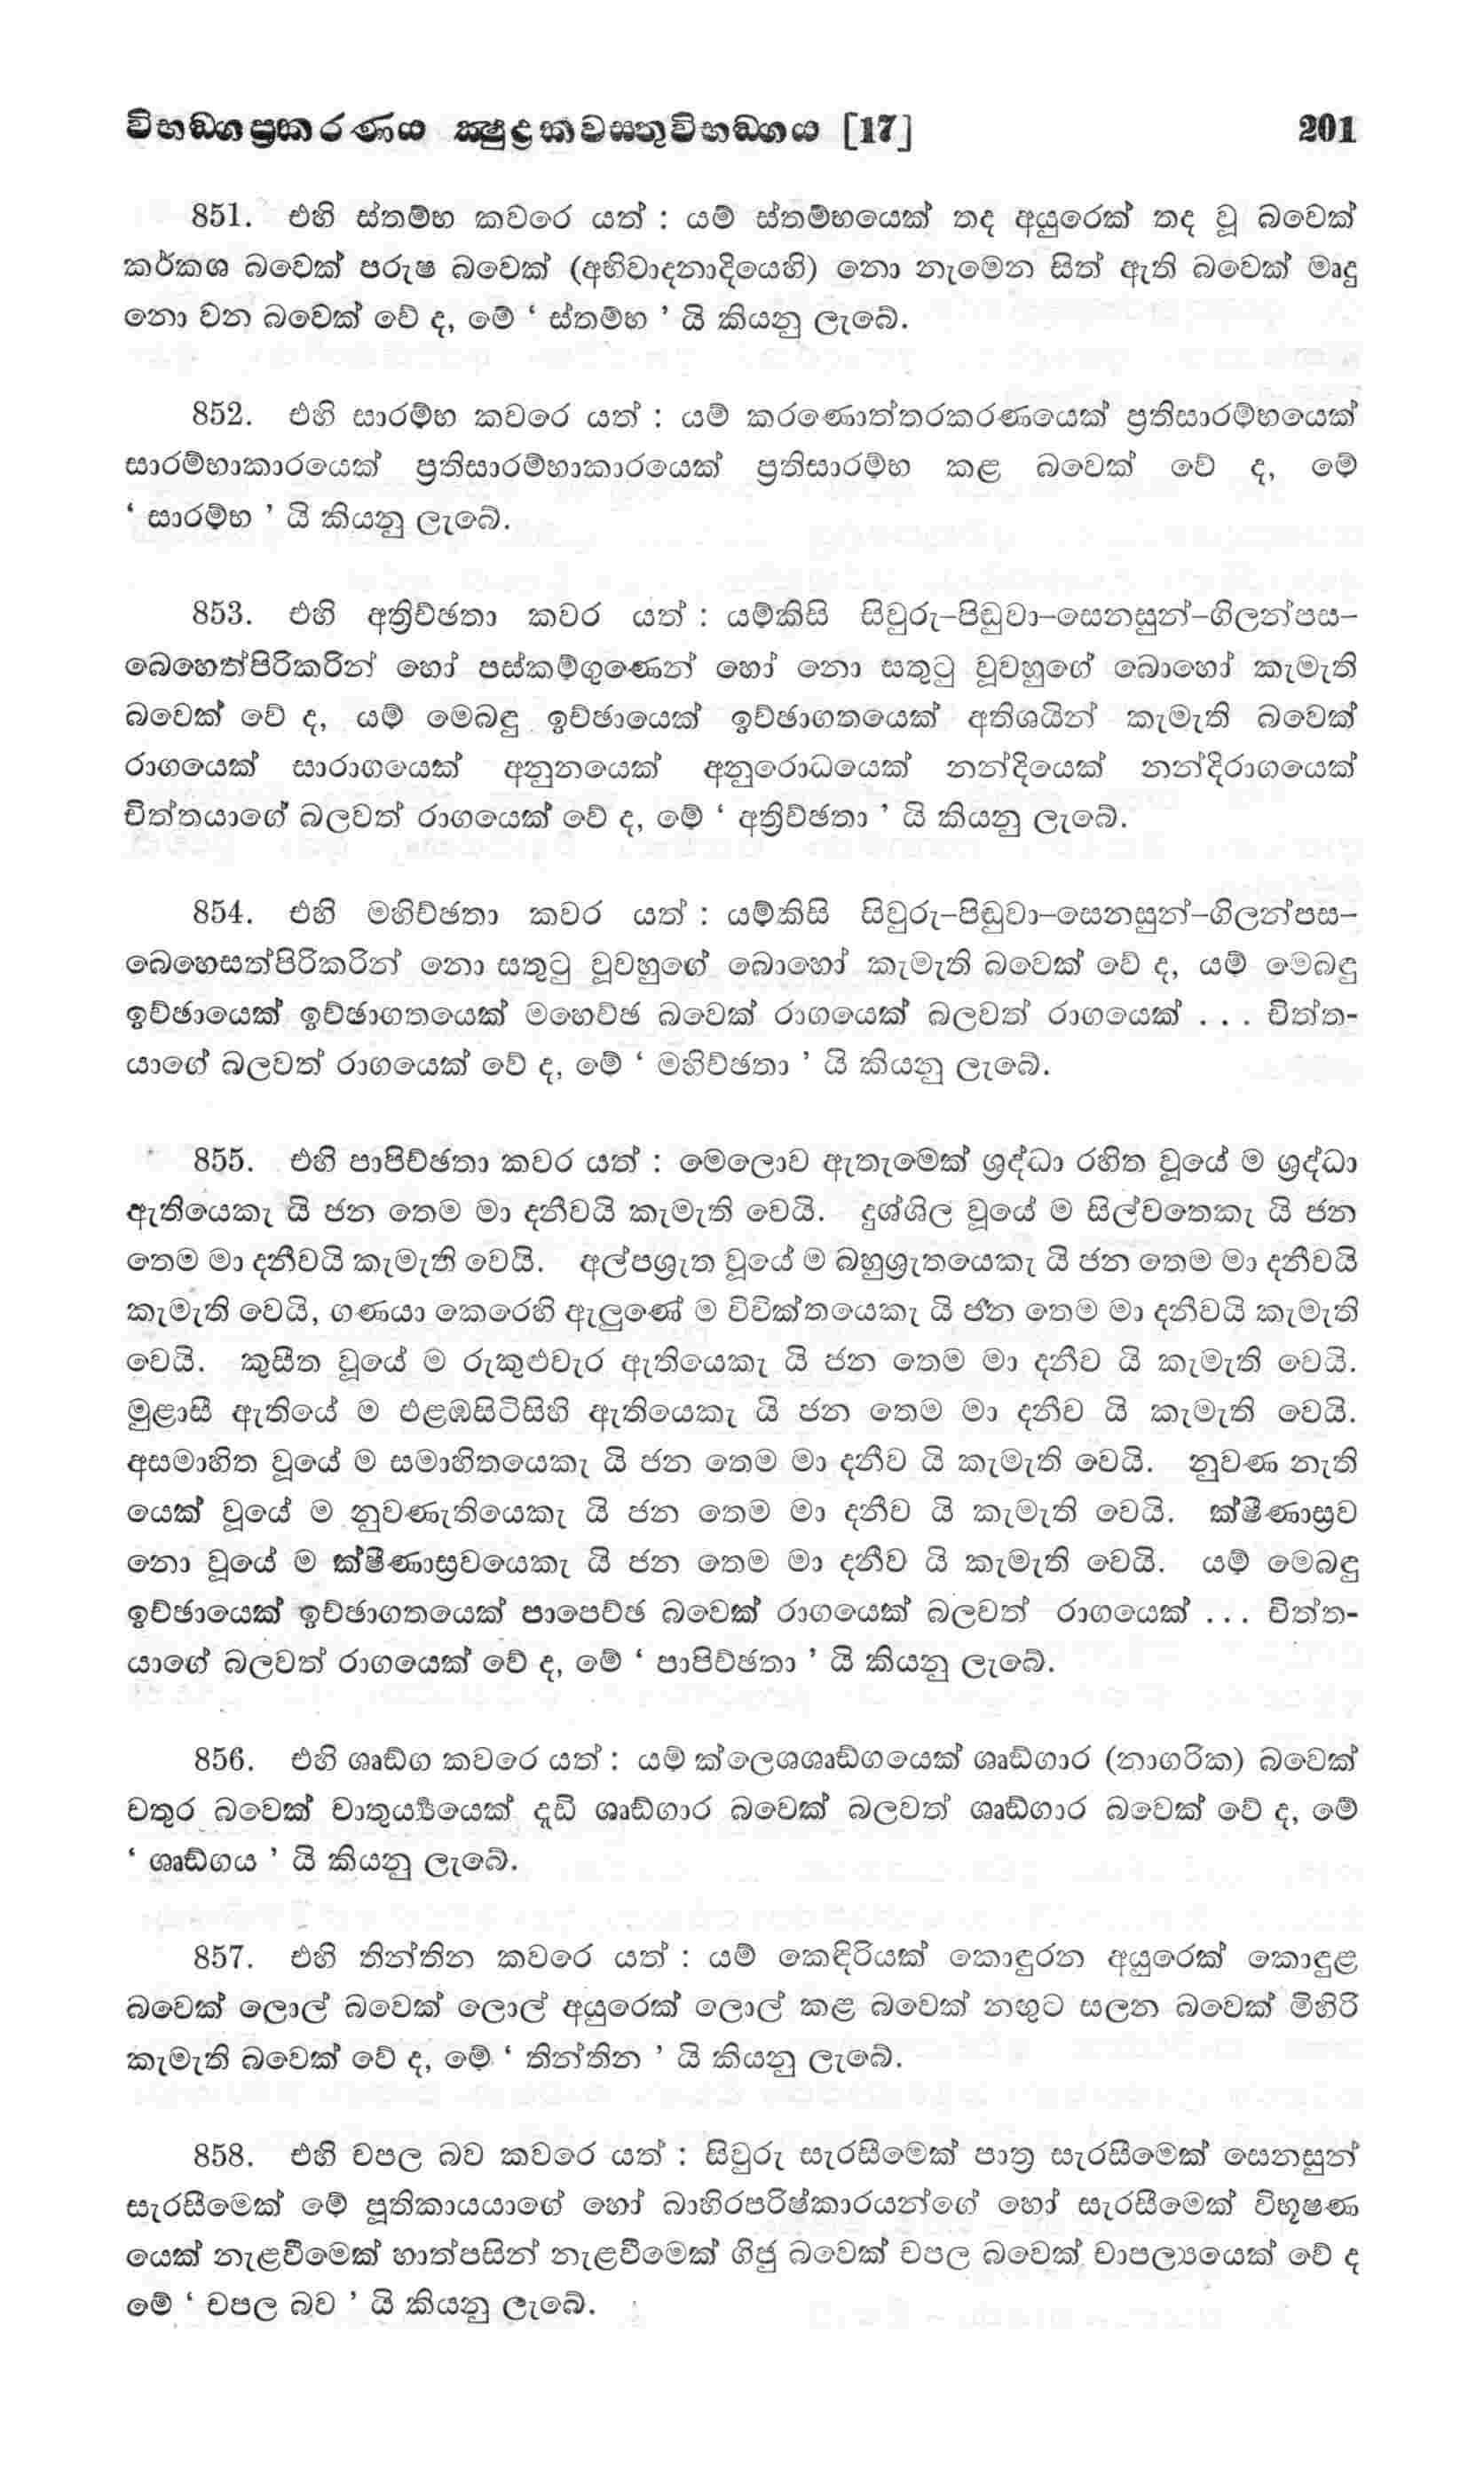 විභඞ්ගප්‍රකරණය ක්‍ෂුද්‍රකවස්තුවිභඞ්ගය [17] 201
851. එහි ස්තම්භ කවරෙ යත් : යම් ස්තම්භයෙක් තද අයුරෙක් තද වූ බවෙක්
කර්කශ බවෙක් පරුෂ බවෙක් (අභිවාදනාදියෙහි) නො නැමෙන සිත් ඇති බවෙක් මෘදු
නො වන බවෙක් වේ ද, මේ ‘ ස්තම්භ ’ යි කියනු ලැබේ.
852. එහි සාරම්භ කවරෙ යත් : යම් කරණොත්තරකරණයෙක් ප්‍රතිසාරම්භයෙක්
සාරම්භාකාරයෙක් ප්‍රතිසාරම්භාකාරයෙක් ප්‍රතිසාරම්භ කළ බවෙක් වේ ද, මේ
‘ සාරම්භ ’ යි කියනු ලැබේ.
853. එහි අත්‍රිච්ඡතා කවර යත් : යම්කිසි සිවුරු–පිඬුවා–සෙනසුන්–ගිලන්පස–
බෙහෙත්පිරිකරින් හෝ පස්කම්ගුණෙන් හෝ නො සතුටු වූවහුගේ බොහෝ කැමැති
බවෙක් වේ ද, යම් මෙබඳු ඉච්ඡායෙක් ඉච්ඡාගතයෙක් අතිශයින් කැමැති බවෙක්
රාගයෙක් සාරාගයෙක් අනුනයෙක් අනුරොධයෙක් නන්දියෙක් නන්දිරාගයෙක්
චිත්තයාගේ බලවත් රාගයෙක් වේ ද, මේ ‘ අත්‍රිච්ඡතා ’ යි කියනු ලැබේ.
854. එහි මහිච්ඡතා කවර යත් : යම්කිසි සිවුරු–පිඬුවා–සෙනසුන්–ගිලන්පස–
බෙහෙසත්පිරිකරින් නො සතුටු වූවහුගේ බොහෝ කැමැති බවෙක් වේ ද, යම් මෙබඳු
ඉච්ඡායෙක් ඉච්ඡාගතයෙක් මහෙච්ඡ බවෙක් රාගයෙක් බලවත් රාගයෙක් . . . චිත්ත-
යාගේ බලවත් රාගයෙක් වේ ද, මේ ‘ මහිච්ඡතා ’ යි කියනු ලැබේ.
855. එහි පාපිච්ඡතා කවර යත් : මෙලොව ඇතැමෙක් ශ්‍රද්ධා රහිත වූයේ ම ශ්‍රද්ධා
ඇතියෙකැ යි ජන තෙම මා දනීවයි කැමැති වෙයි. දුශ්ශීල වූයේ ම සිල්වතෙකැ යි ජන
තෙම මා දනීවයි කැමැති වෙයි. අල්පශ්‍රුත වූයේ ම බහුශ්‍රුතයෙකැ යි ජන තෙම මා දනීවයි
කැමැති වෙයි, ගණයා කෙරෙහි ඇලුණේ ම විවික්තයෙකැ යි ජන තෙම මා දනීවයි කැමැති
වෙයි. කුසීත වූයේ ම රුකුළුවැර ඇතියෙකැ යි ජන තෙම මා දනීව යි කැමැති වෙයි.
මුළාසී ඇතියේ ම එළඹසිටිසිහි ඇතියෙකැ යි ජන තෙම මා දනීව යි කැමැති වෙයි.
අසමාහිත වූයේ ම සමාහිතයෙකැ යි ජන තෙම මා දනීව යි කැමැති වෙයි. නුවණ නැති
යෙක් වූයේ ම නුවණැතියෙකැ යි ජන තෙම මා දනීව යි කැමැති වෙයි. ක්ෂීණාස්‍රව
නො වූයේ ම ක්ෂීණාස්‍රවයෙකැ යි ජන තෙම මා දනීව යි කැමැති වෙයි. යම් මෙබඳු
ඉච්ඡායෙක් ඉච්ඡාගතයෙක් පාපෙච්ඡ බවෙක් රාගයෙක් බලවත් රාගයෙක් . . . චිත්ත-
යාගේ බලවත් රාගයෙක් වේ ද, මේ ‘ පාපිච්ඡතා ’ යි කියනු ලැබේ.
856. එහි ශෘඞ්ග කවරෙ යත් : යම් ක්ලෙශශෘඞ්ගයෙක් ශෘඞ්ගාර (නාගරික) බවෙක්
චතුර බවෙක් චාතුර්‍ය්‍යයෙක් දැඩි ශෘඞ්ගාර බවෙක් බලවත් ශෘඞ්ගාර බවෙක් වේ ද, මේ
‘ ශෘඞ්ගය ’ යි කියනු ලැබේ.
857. එහි තින්තින කවරෙ යත් : යම් කෙඳිරියක් කොඳුරන අයුරෙක් කොඳුළ
බවෙක් ලොල් බවෙක් ලොල් අයුරෙක් ලොල් කළ බවෙක් නඟුට සලන බවෙක් මිහිරි
කැමැති බවෙක් වේ ද, මේ ‘ තින්තින ’ යි කියනු ලැබේ.
858. එහි චපල බව කවරෙ යත් : සිවුරු සැරසීමෙක් පාත්‍ර සැරසීමෙක් සෙනසුන්
සැරසීමෙක් මේ පූතිකායයාගේ හෝ බාහිරපරිෂ්කාරයන්ගේ හෝ සැරසීමෙක් විභූෂණ
යෙක් නැළවීමෙක් හාත්පසින් නැළවීමෙක් ගිජු බවෙක් චපල බවෙක් චාපල්‍යයෙක් වේ ද
මේ ‘ චපල බව ’ යි කියනු ලැබේ.